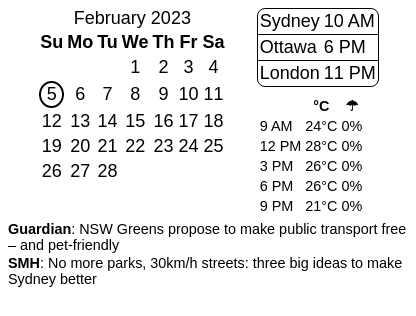 February 2023
Su Mo Tu We Th Fr Sa
1 2 3 4
5 6 7 8 9 10 11
12 13 14 15 16 17 18
19 20 21 22 23 24 25
26 27 28
Sydney 10 AM
Ottawa 6 PM
London 11 PM
°C ☂
9 AM 24°C 0%
12 PM 28°C 0%
3 PM 26°C 0%
6 PM 26°C 0%
9 PM 21°C 0%
Guardian: NSW Greens propose to make public transport free
– and pet-friendly
SMH: No more parks, 30km/h streets: three big ideas to make
Sydney better